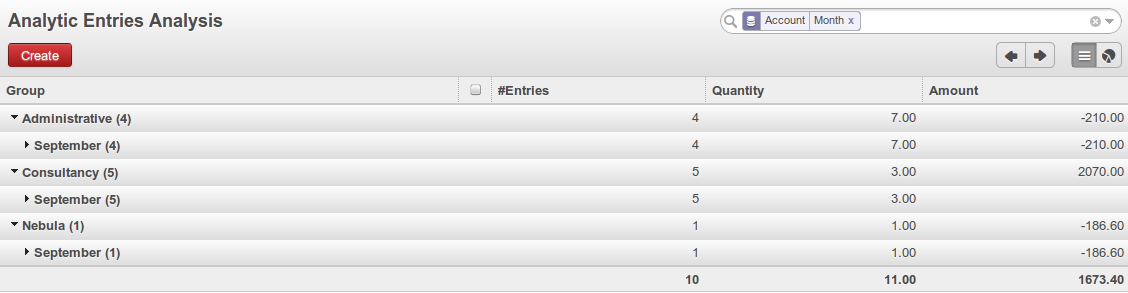 Analytic Entries Analysis
Account Month x
Create
Group #Entries Quantity Amount
Administrative (4) 4 7.00 -210.00
September (4) 4 7.00 -210.00
Consultancy (5) 5 3.00 2070.00
September (5) 5 3.00
Nebula (1) 1 1.00 -186.60
September (1) 1 1.00 -186.60
10 11.00 1673.40